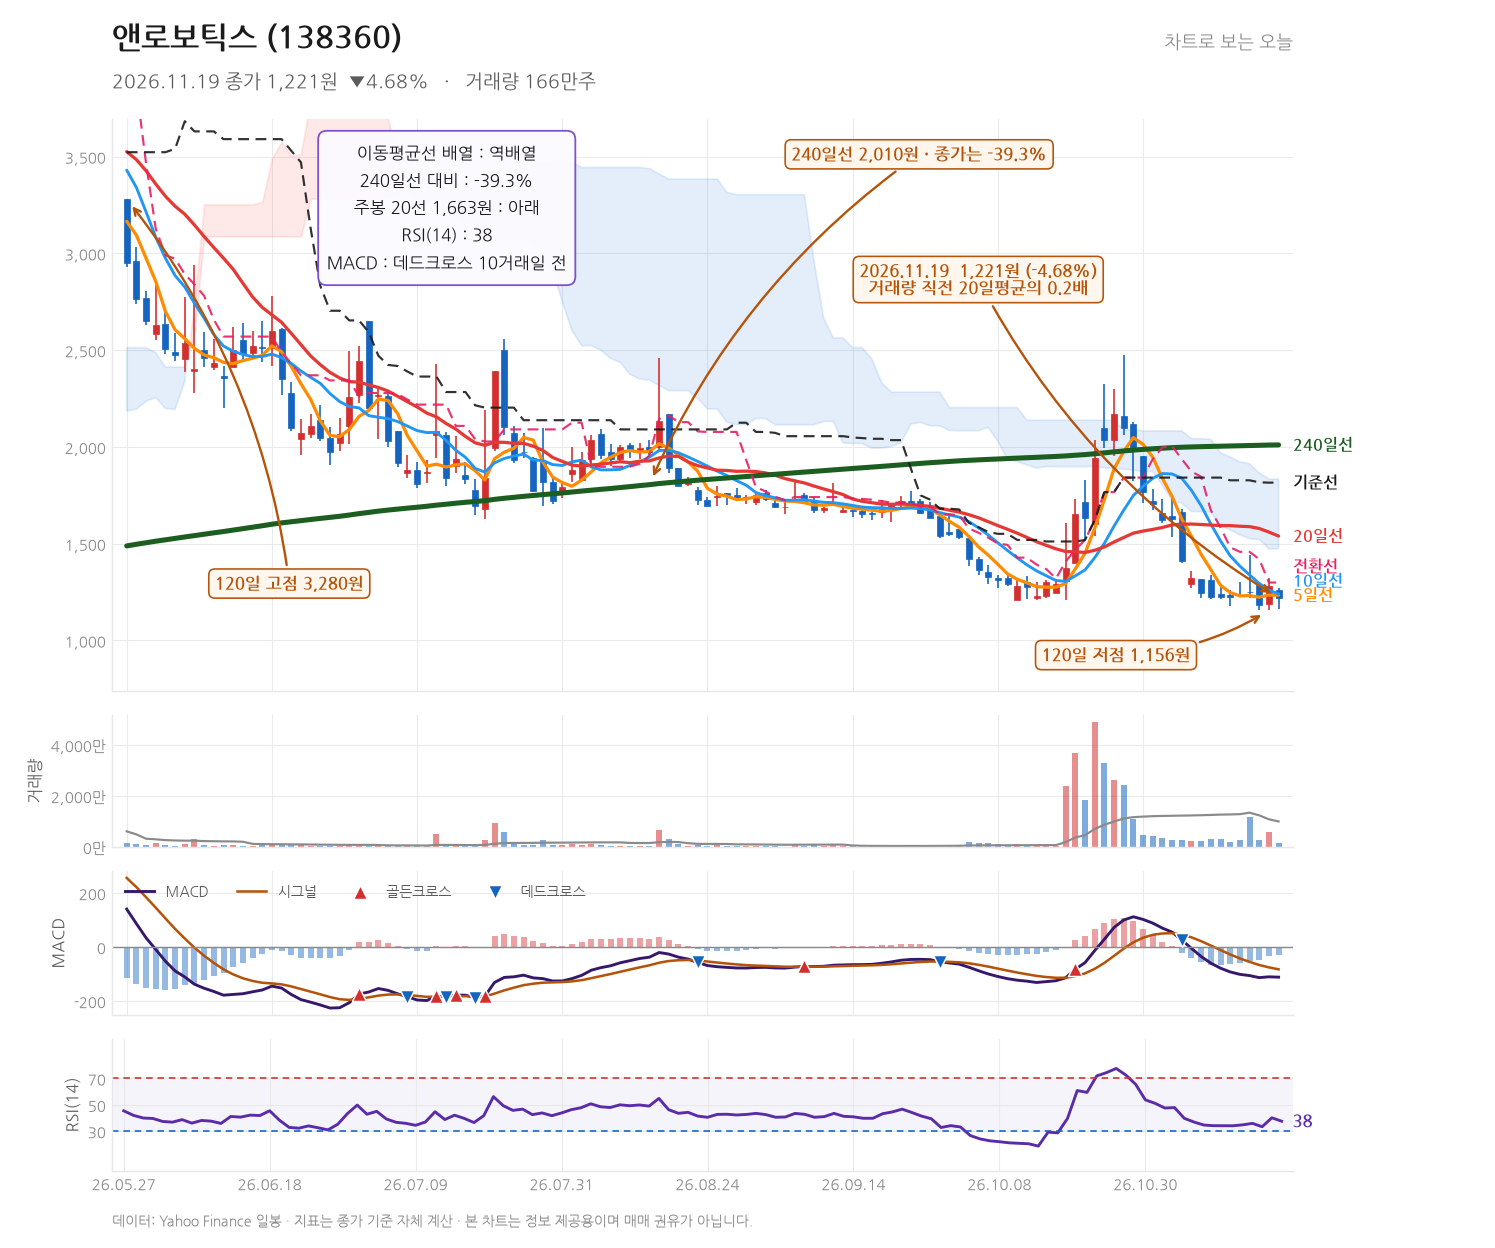 앤로보틱스 (138360)
차트로 보는 오늘
2026.11.19 종가 1,221원 ▼4.68% · 거래량 166만주
이동평균선 배열 : 역배열
240일선 대비 : -39.3%
주봉 20선 1,663원 : 아래
RSI(14) : 38
MACD : 데드크로스 10거래일 전
240일선 2,010원 · 종가는 -39.3%
2026.11.19 1,221원 (-4.68%)
거래량 직전 20일평균의 0.2배
120일 고점 3,280원
120일 저점 1,156원
3,500
3,000
2,500
2,000
1,500
1,000
240일선
기준선
20일선
전환선
10일선
5일선
거래량
4,000만
2,000만
0만
MACD
200
0
-200
MACD
시그널
▲ 골든크로스
▼ 데드크로스
RSI(14)
70
50
30
38
26.05.27
26.06.18
26.07.09
26.07.31
26.08.24
26.09.14
26.10.08
26.10.30
데이터: Yahoo Finance 일봉 · 지표는 종가 기준 자체 계산 · 본 차트는 정보 제공용이며 매매 권유가 아닙니다.